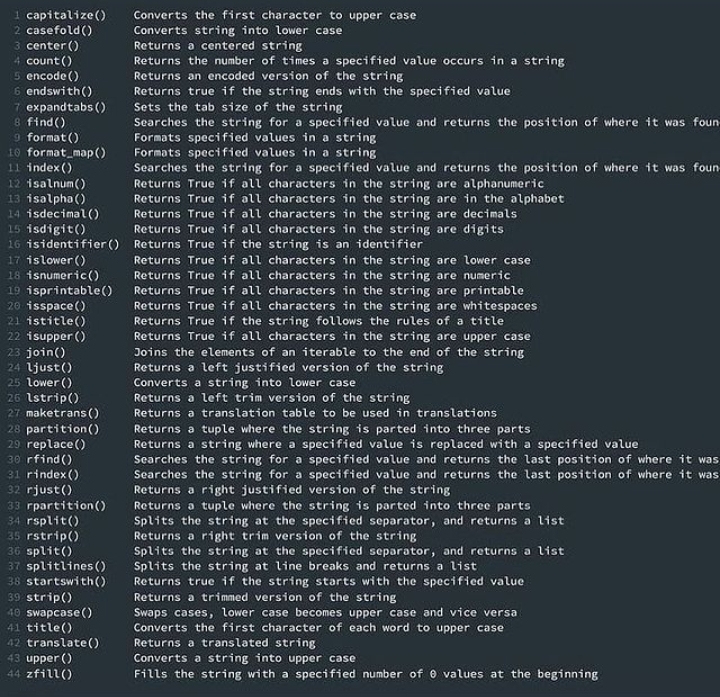 1 capitalize() Converts the first character to upper case
2 casefold() Converts string into lower case
3 center() Returns a centered string
4 count() Returns the number of times a specified value occurs in a string
5 encode() Returns an encoded version of the string
6 endswith() Returns true if the string ends with the specified value
7 expandtabs() Sets the tab size of the string
8 find() Searches the string for a specified value and returns the position of where it was foun
9 format() Formats specified values in a string
10 format_map() Formats specified values in a string
11 index() Searches the string for a specified value and returns the position of where it was foun
12 isalnum() Returns True if all characters in the string are alphanumeric
13 isalpha() Returns True if all characters in the string are in the alphabet
14 isdecimal() Returns True if all characters in the string are decimals
15 isdigit() Returns True if all characters in the string are digits
16 isidentifier() Returns True if the string is an identifier
17 islower() Returns True if all characters in the string are lower case
18 isnumeric() Returns True if all characters in the string are numeric
19 isprintable() Returns True if all characters in the string are printable
20 isspace() Returns True if all characters in the string are whitespaces
21 istitle() Returns True if the string follows the rules of a title
22 isupper() Returns True if all characters in the string are upper case
23 join() Joins the elements of an iterable to the end of the string
24 ljust() Returns a left justified version of the string
25 lower() Converts a string into lower case
26 lstrip() Returns a left trim version of the string
27 maketrans() Returns a translation table to be used in translations
28 partition() Returns a tuple where the string is parted into three parts
29 replace() Returns a string where a specified value is replaced with a specified value
30 rfind() Searches the string for a specified value and returns the last position of where it was
31 rindex() Searches the string for a specified value and returns the last position of where it was
32 rjust() Returns a right justified version of the string
33 rpartition() Returns a tuple where the string is parted into three parts
34 rsplit() Splits the string at the specified separator, and returns a list
35 rstrip() Returns a right trim version of the string
36 split() Splits the string at the specified separator, and returns a list
37 splitlines() Splits the string at line breaks and returns a list
38 startswith() Returns true if the string starts with the specified value
39 strip() Returns a trimmed version of the string
40 swapcase() Swaps cases, lower case becomes upper case and vice versa
41 title() Converts the first character of each word to upper case
42 translate() Returns a translated string
43 upper() Converts a string into upper case
44 zfill() Fills the string with a specified number of 0 values at the beginning